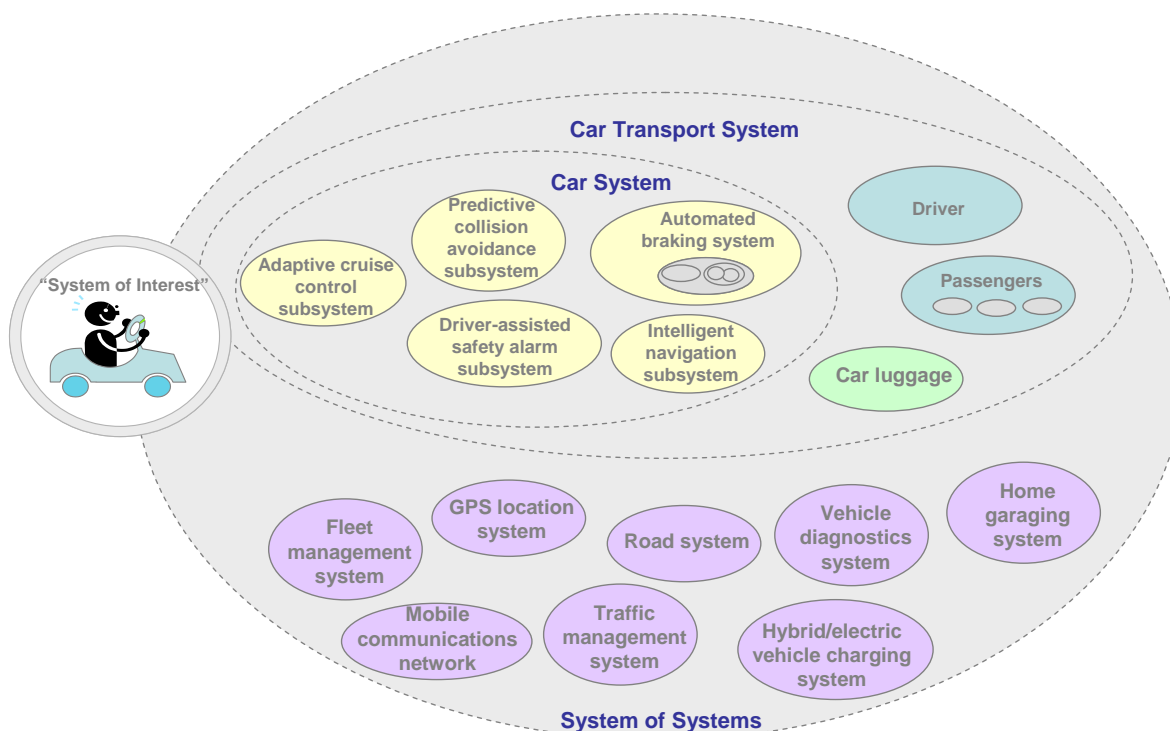 Car Transport System
Car System
Predictive
collision
avoidance
subsystem
Automated
braking system
Adaptive cruise
control
subsystem
Driver-assisted
safety alarm
subsystem
Intelligent
navigation
subsystem
Driver
Passengers
Car luggage
“System of Interest”
Fleet
management
system
GPS location
system
Road system
Vehicle
diagnostics
system
Home
garaging
system
Mobile
communications
network
Traffic
management
system
Hybrid/electric
vehicle charging
system
System of Systems